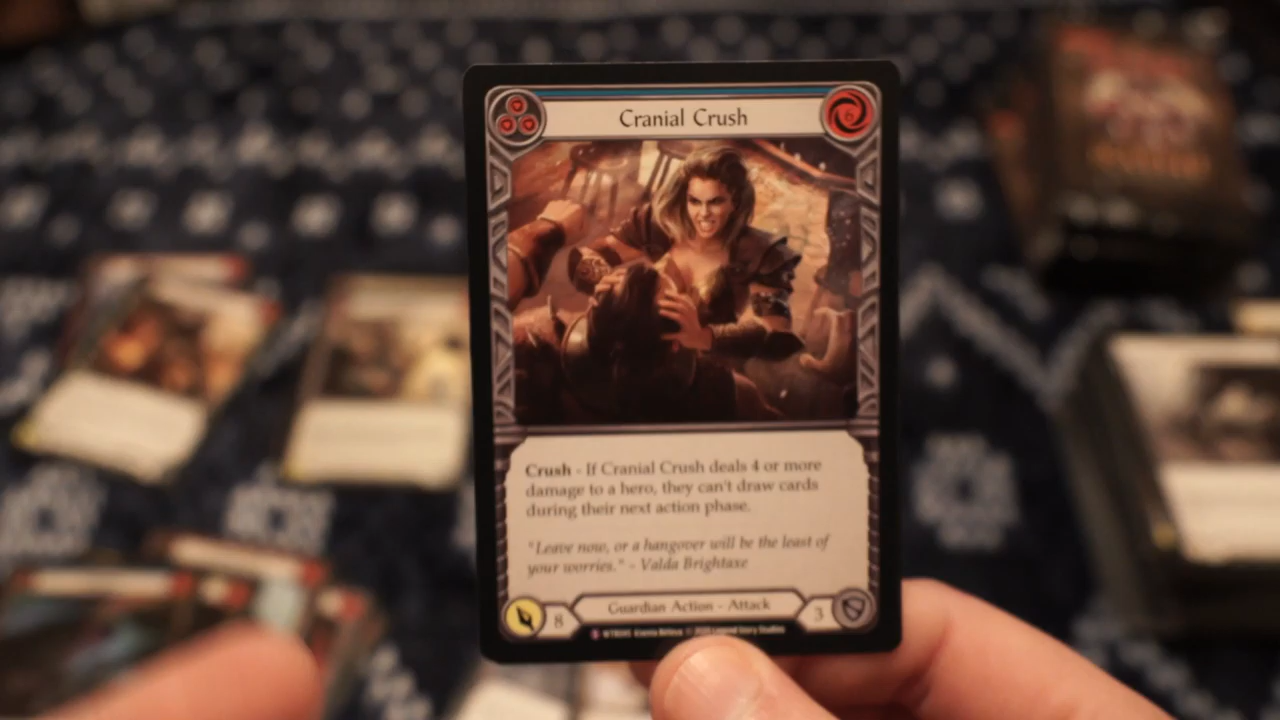 Cranial Crush
6
Crush - If Cranial Crush deals 4 or more
damage to a hero, they can't draw cards
during their next action phase.
"Leave now, or a hangover will be the least of
your worries." - Valda Brightaxe
8
Guardian Action - Attack
3